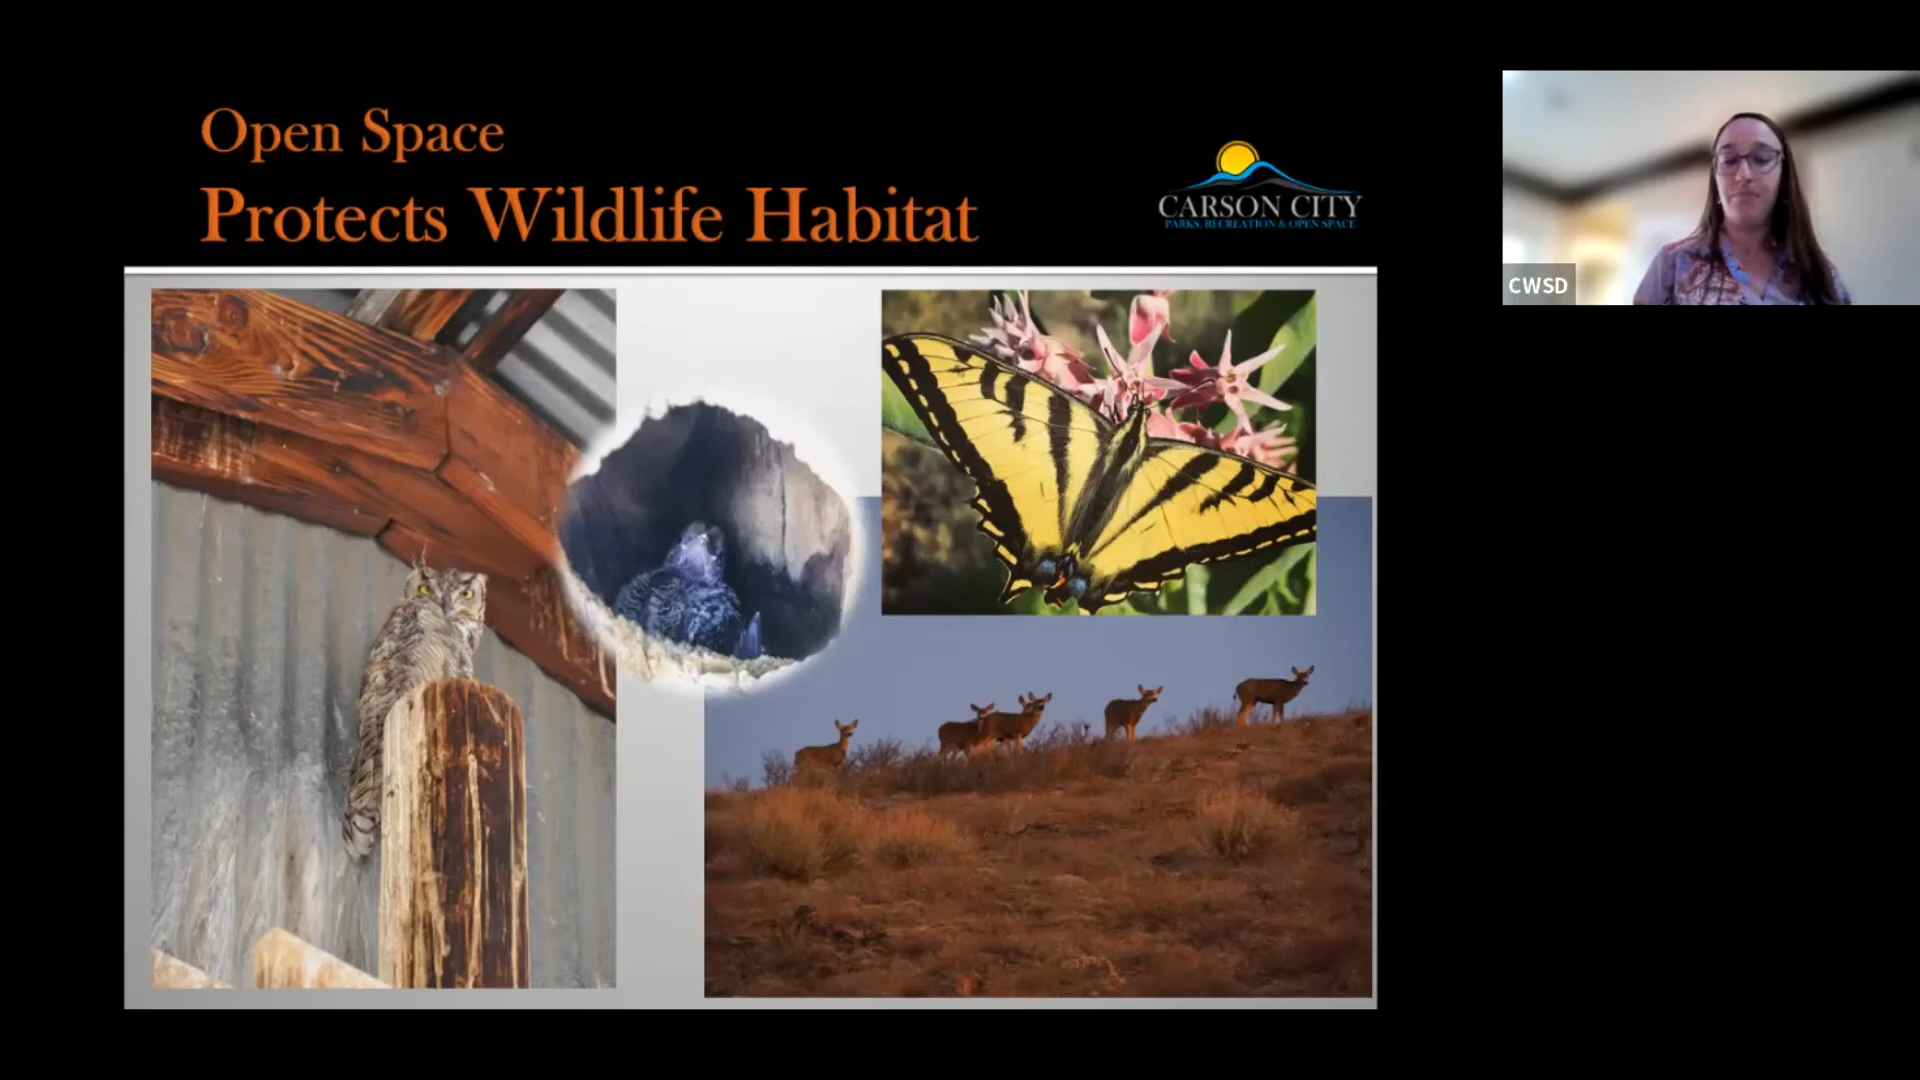 Open Space
Protects Wildlife Habitat
CARSON CITY
PARKS, RECREATION & OPEN SPACE
CWSD